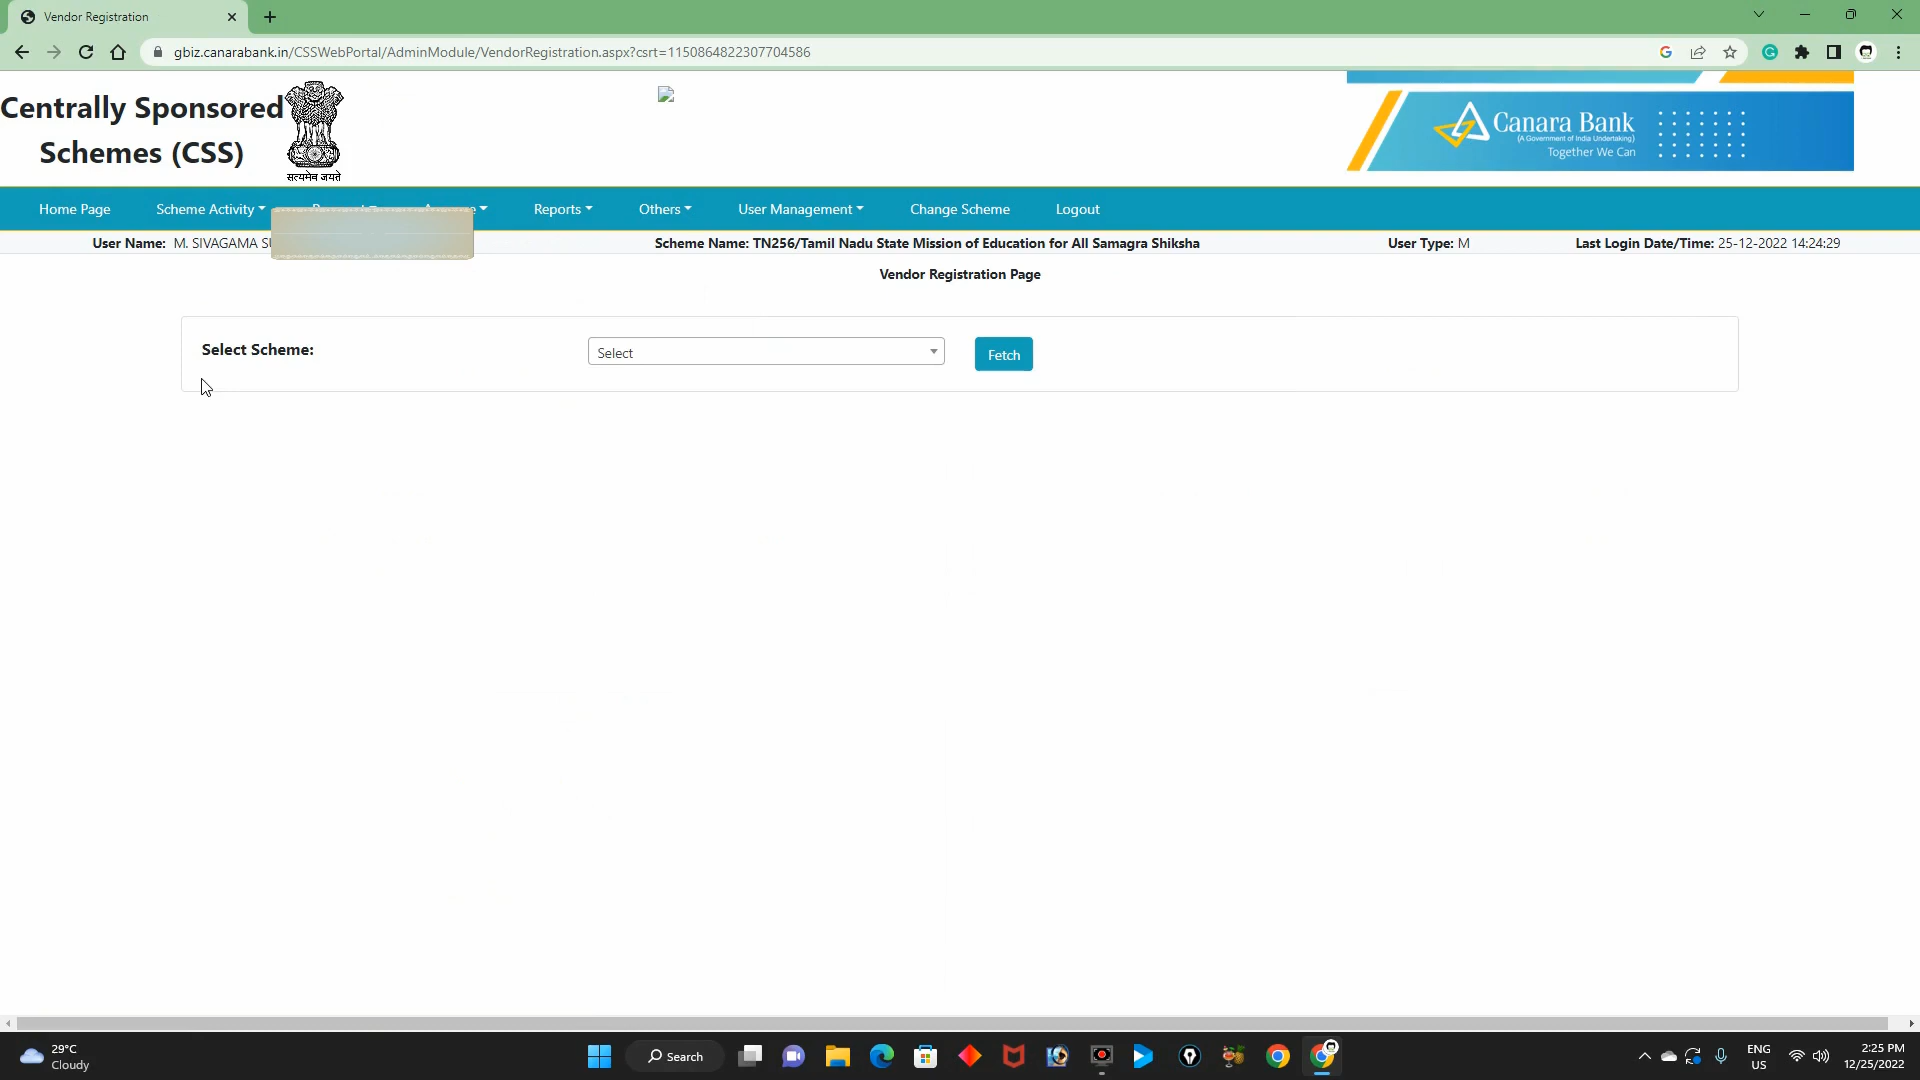 Vendor Registration
gbiz.canarabank.in/CSSWebPortal/AdminModule/VendorRegistration.aspx?csrt=1150864822307704586
Centrally Sponsored
Schemes (CSS)
सत्यमेव जयते
Canara Bank
(A Government of India Undertaking)
Together We Can
Home Page Scheme Activity Reports Others User Management Change Scheme Logout
User Name: M. SIVAGAMA Scheme Name: TN256/Tamil Nadu State Mission of Education for All Samagra Shiksha User Type: M Last Login Date/Time: 25-12-2022 14:24:29
Vendor Registration Page
Select Scheme: Select Fetch
29°C
Cloudy
Search
ENG
US
2:25 PM
12/25/2022